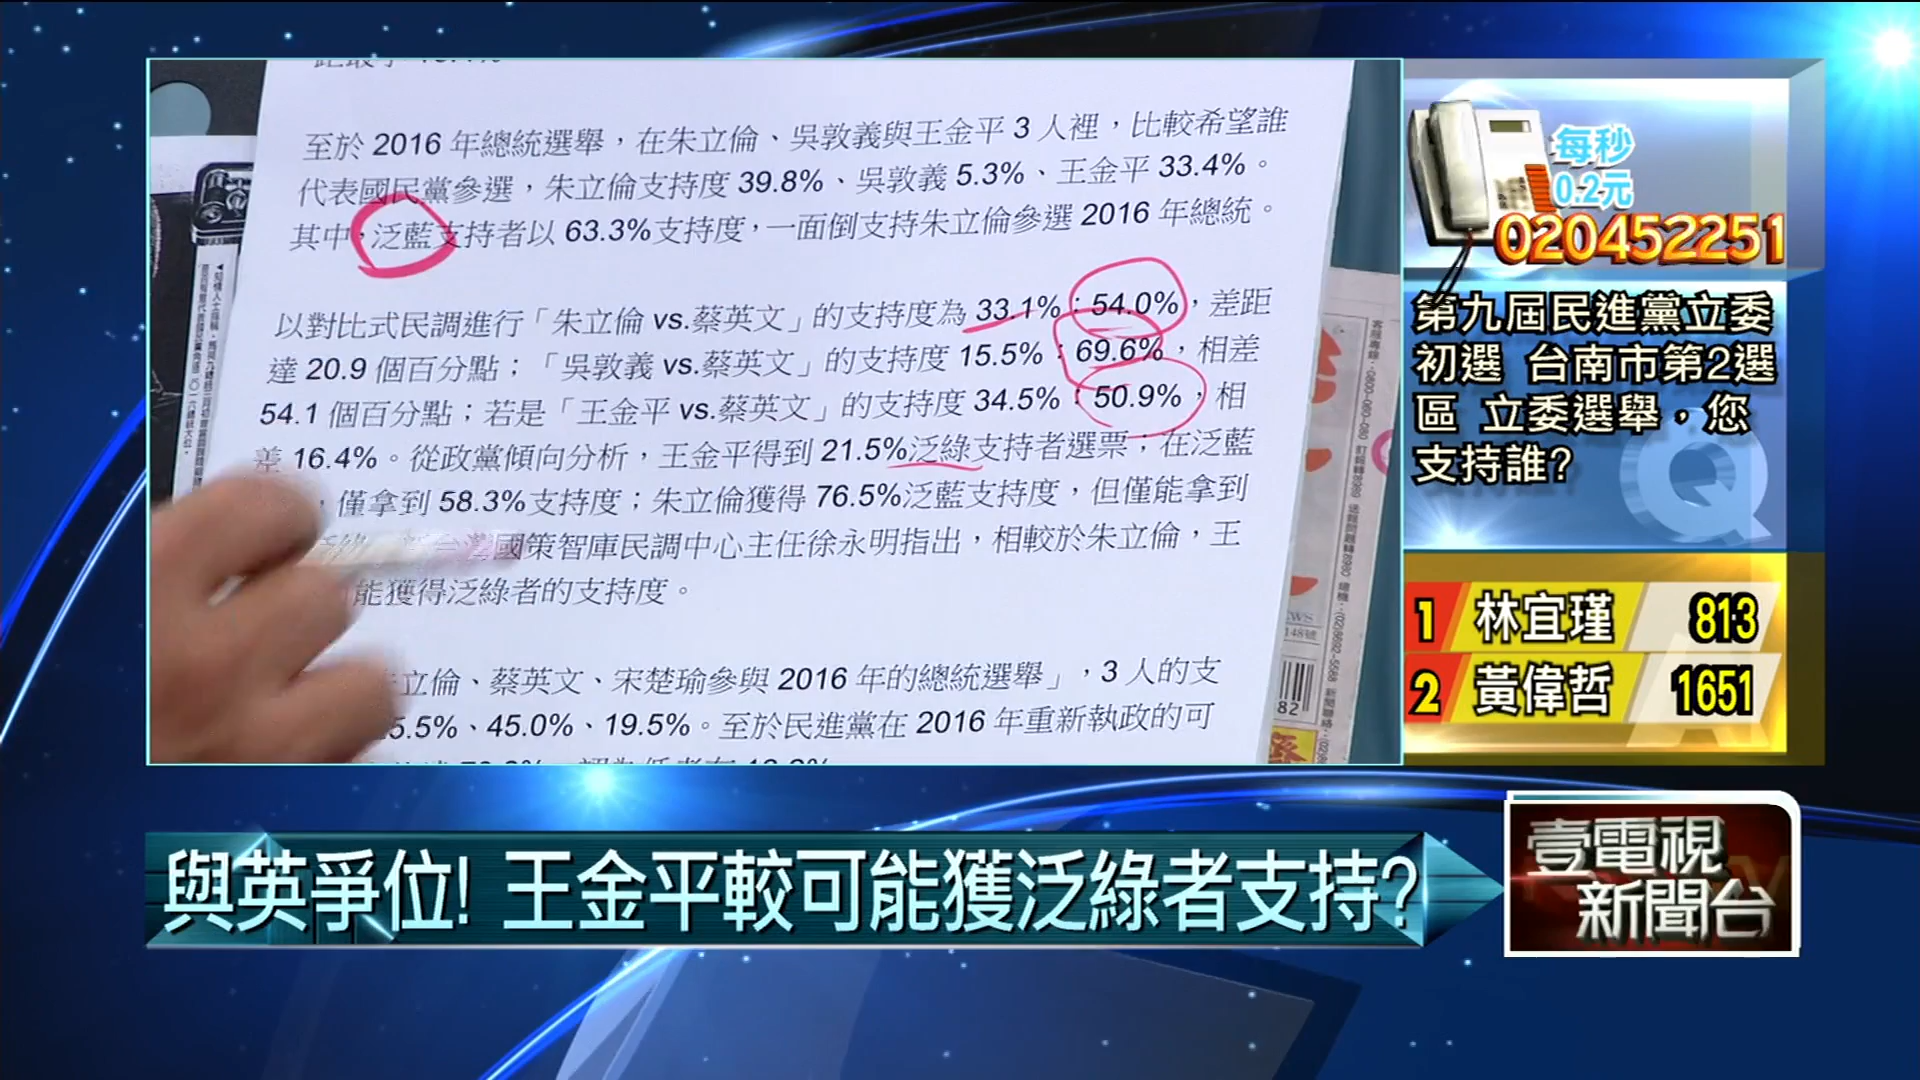 至於 2016 年總統選舉，在朱立倫、吳敦義與王金平 3 人裡，比較希望誰
代表國民黨參選，朱立倫支持度 39.8%、吳敦義 5.3%、王金平 33.4%。
其中，泛藍支持者以 63.3%支持度，一面倒支持朱立倫參選 2016 年總統。
以對比式民調進行「朱立倫 vs.蔡英文」的支持度為 33.1%：54.0%，差距
達 20.9 個百分點；「吳敦義 vs.蔡英文」的支持度 15.5%：69.6%，相差
54.1 個百分點；若是「王金平 vs.蔡英文」的支持度 34.5%：50.9%，相
差 16.4%。從政黨傾向分析，王金平得到 21.5%泛綠支持者選票；在泛藍
，僅拿到 58.3%支持度；朱立倫獲得 76.5%泛藍支持度，但僅能拿到
台灣國策智庫民調中心主任徐永明指出，相較於朱立倫，王
能獲得泛綠者的支持度。
朱立倫、蔡英文、宋楚瑜參與 2016 年的總統選舉」，3 人的支
5.5%、45.0%、19.5%。至於民進黨在 2016 年重新執政的可
每秒
0.2元
020452251
第九屆民進黨立委
初選 台南市第2選
區 立委選舉，您
支持誰?
Q
1 林宜瑾 813
2 黃偉哲 1651
與英爭位! 王金平較可能獲泛綠者支持?
壹電視
新聞台